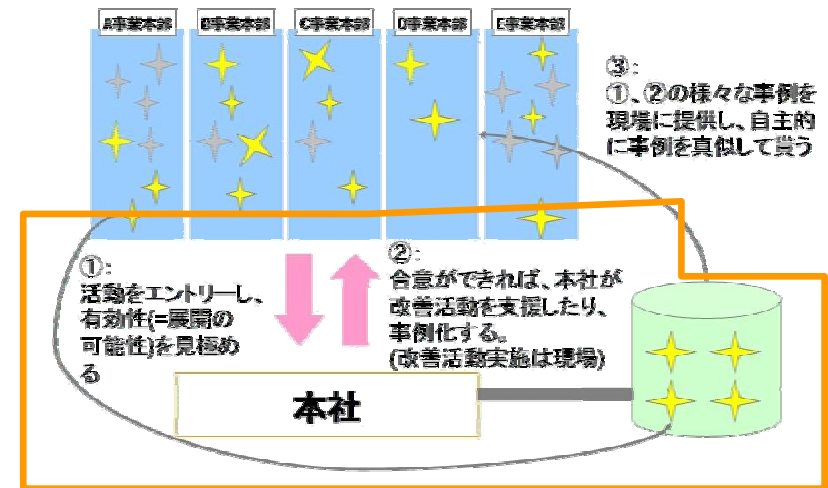 A事業本部
B事業本部
C事業本部
D事業本部
E事業本部
③:
①、②の様々な事例を
現場に提供し、自主的
に事例を真似して貰う
①:
活動をエントリーし、
有効性(=展開の
可能性)を見極め
る
②:
合意ができれば、本社が
改善活動を支援したり、
事例化する。
(改善活動実施は現場)
本社